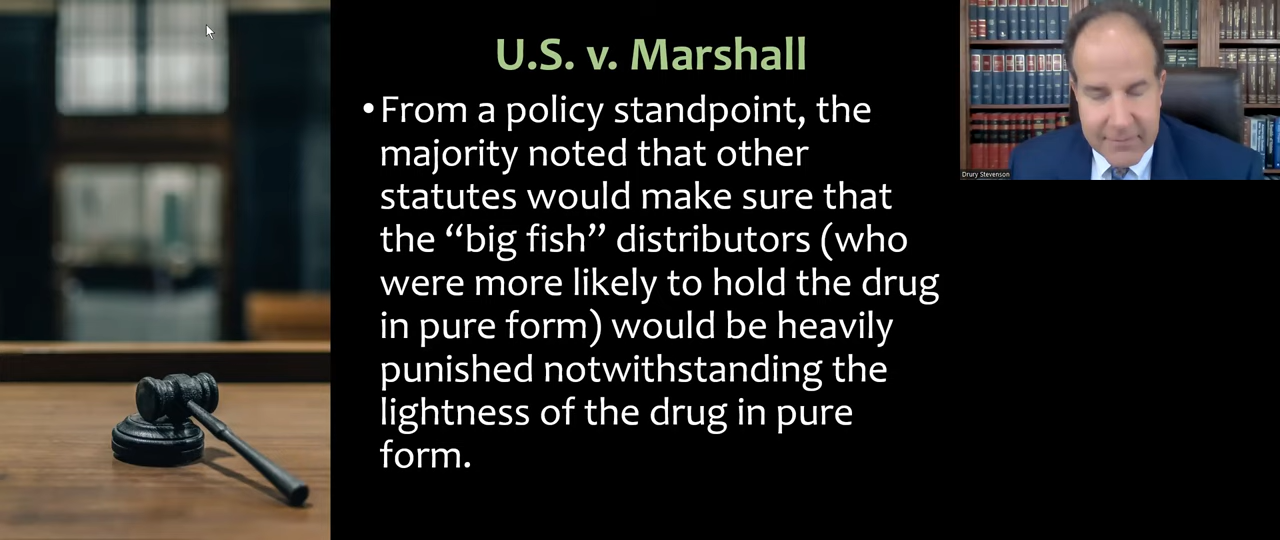 U.S. v. Marshall
• From a policy standpoint, the
majority noted that other
statutes would make sure that
the “big fish” distributors (who
were more likely to hold the drug
in pure form) would be heavily
punished notwithstanding the
lightness of the drug in pure
form.
Drury Stevenson